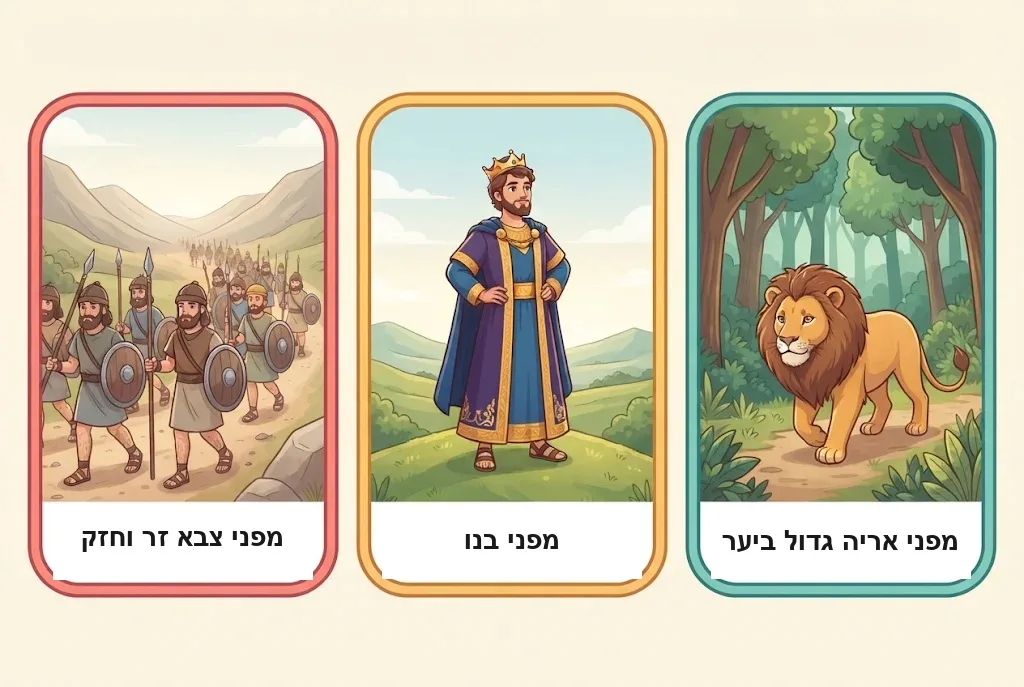 מפני אריה גדול ביער
מפני בנו
מפני צבא זר וחזק